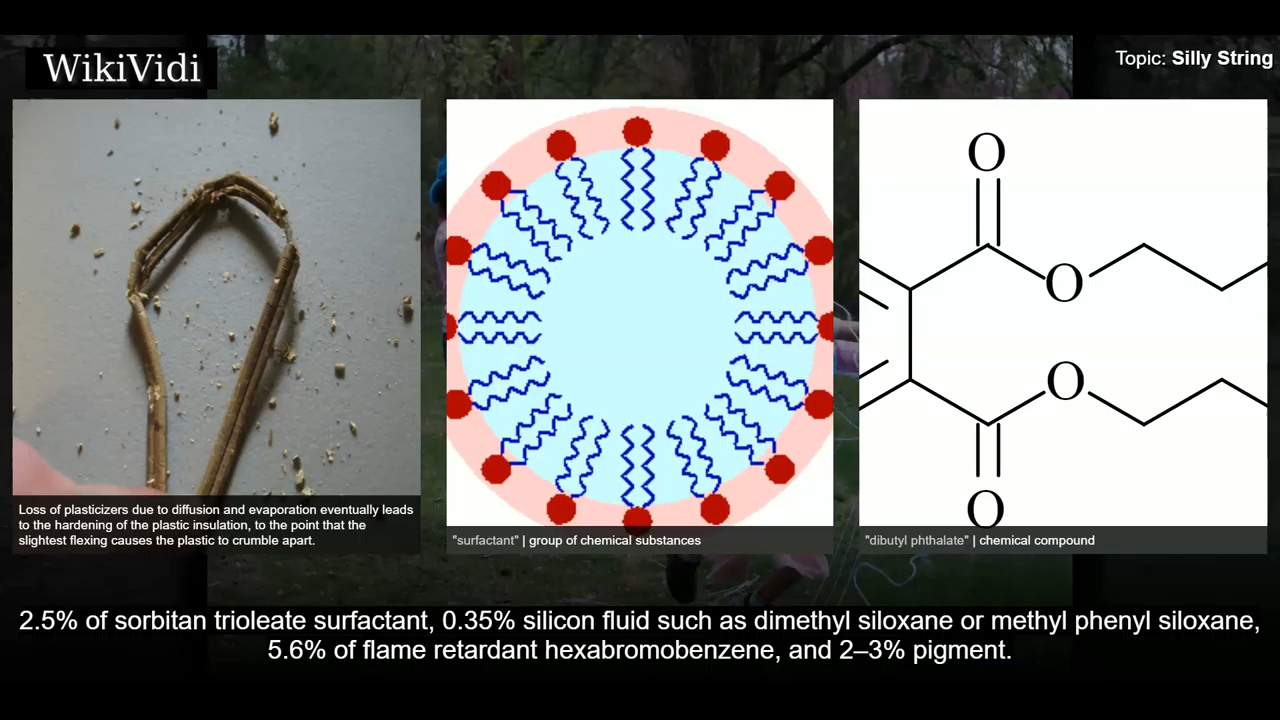 WikiVidi
Topic: Silly String
O
O
O
O
Loss of plasticizers due to diffusion and evaporation eventually leads
to the hardening of the plastic insulation, to the point that the
slightest flexing causes the plastic to crumble apart.
"surfactant" | group of chemical substances
"dibutyl phthalate" | chemical compound
2.5% of sorbitan trioleate surfactant, 0.35% silicon fluid such as dimethyl siloxane or methyl phenyl siloxane,
5.6% of flame retardant hexabromobenzene, and 2–3% pigment.